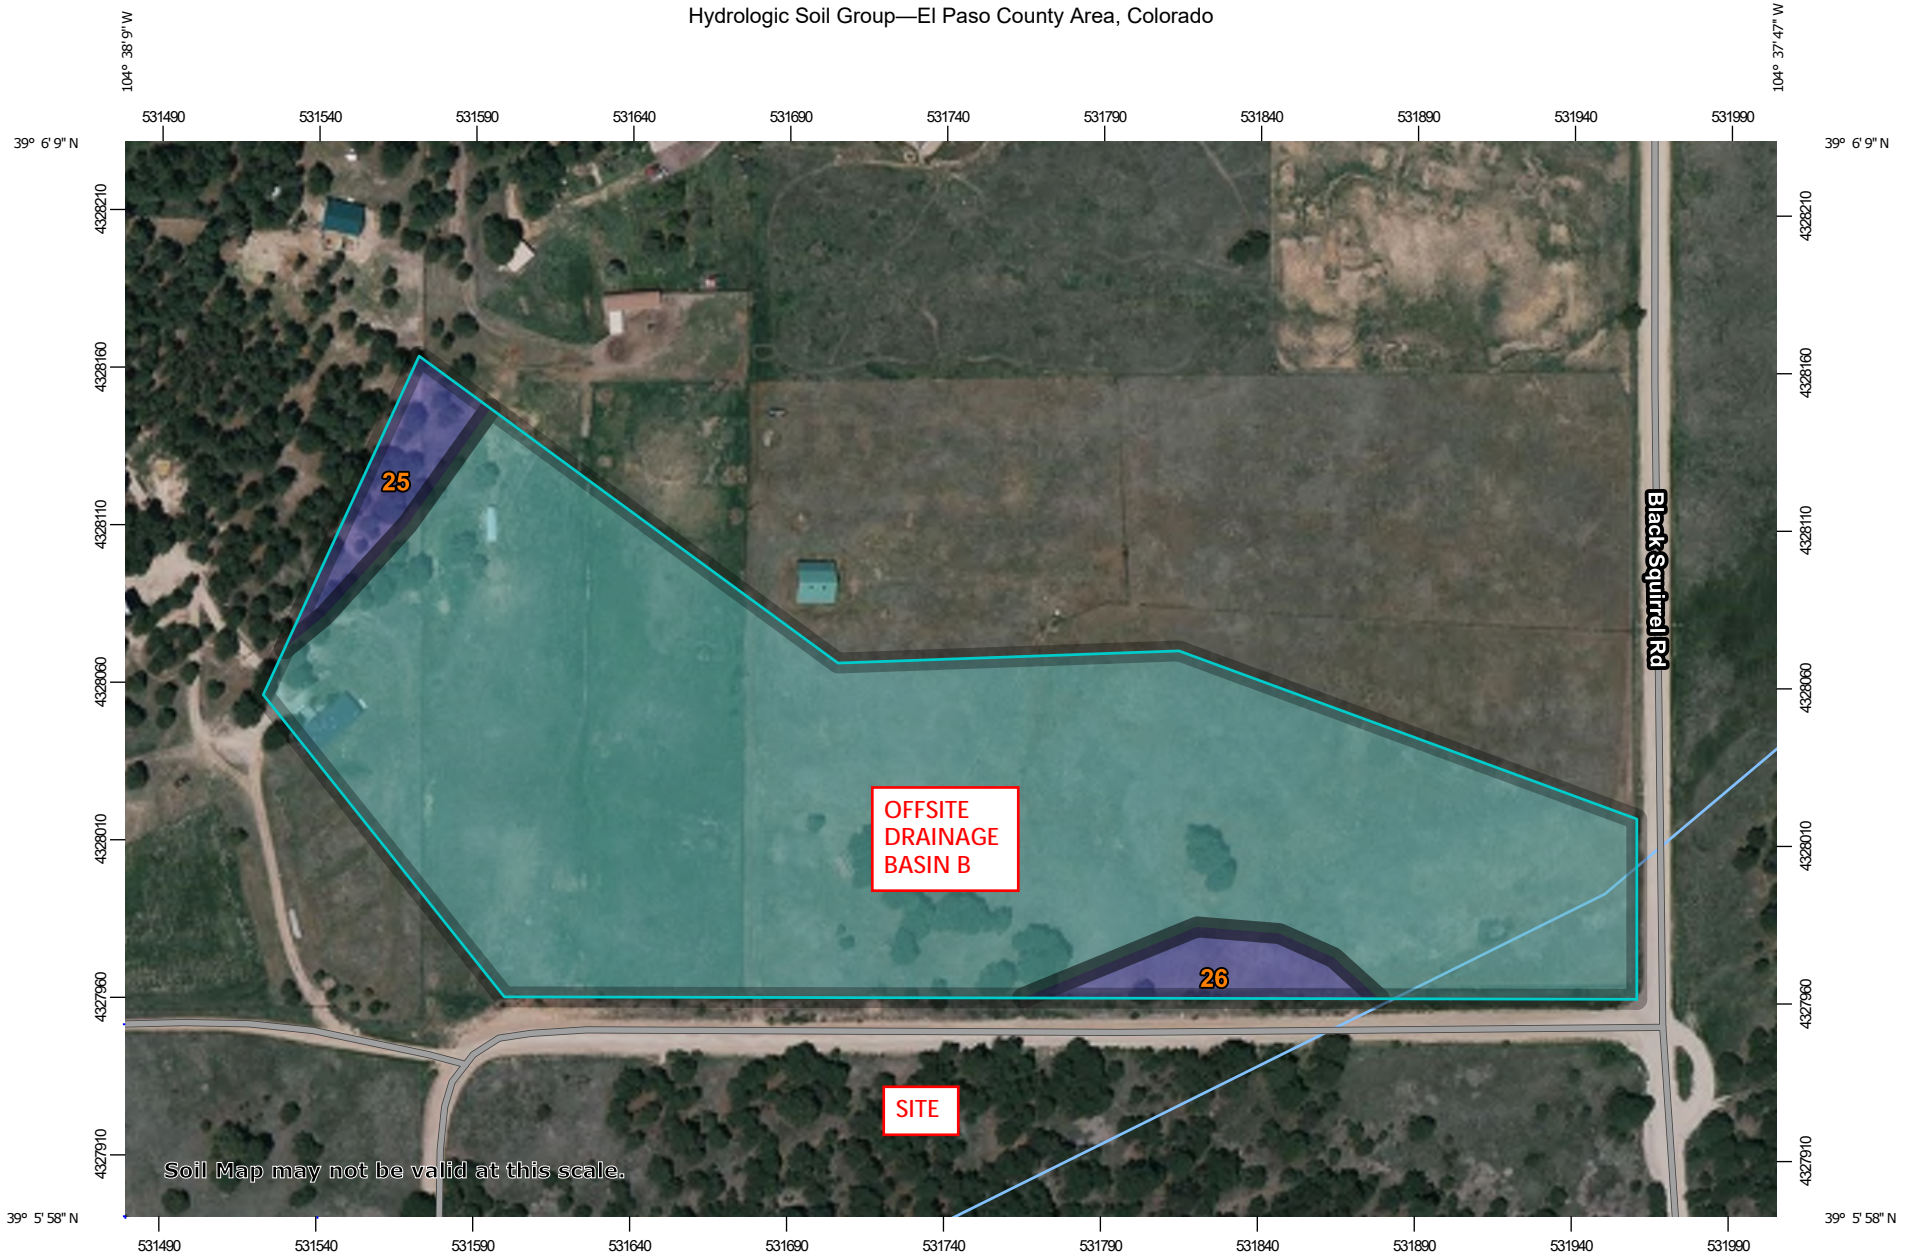 Hydrologic Soil Group—El Paso County Area, Colorado
104° 38' 9" W
104° 37' 47" W
531490 531540 531590 531640 531690 531740 531790 531840 531890 531940 531990
39° 6' 9" N
39° 6' 9" N
4328210
4328210
4328160
4328160
25
4328110
4328110
Black Squirrel Rd
4328060
4328060
OFFSITE
DRAINAGE
BASIN B
4328010
4328010
26
4327960
4327960
SITE
4327910
4327910
Soil Map may not be valid at this scale.
39° 5' 58" N
39° 5' 58" N
531490 531540 531590 531640 531690 531740 531790 531840 531890 531940 531990